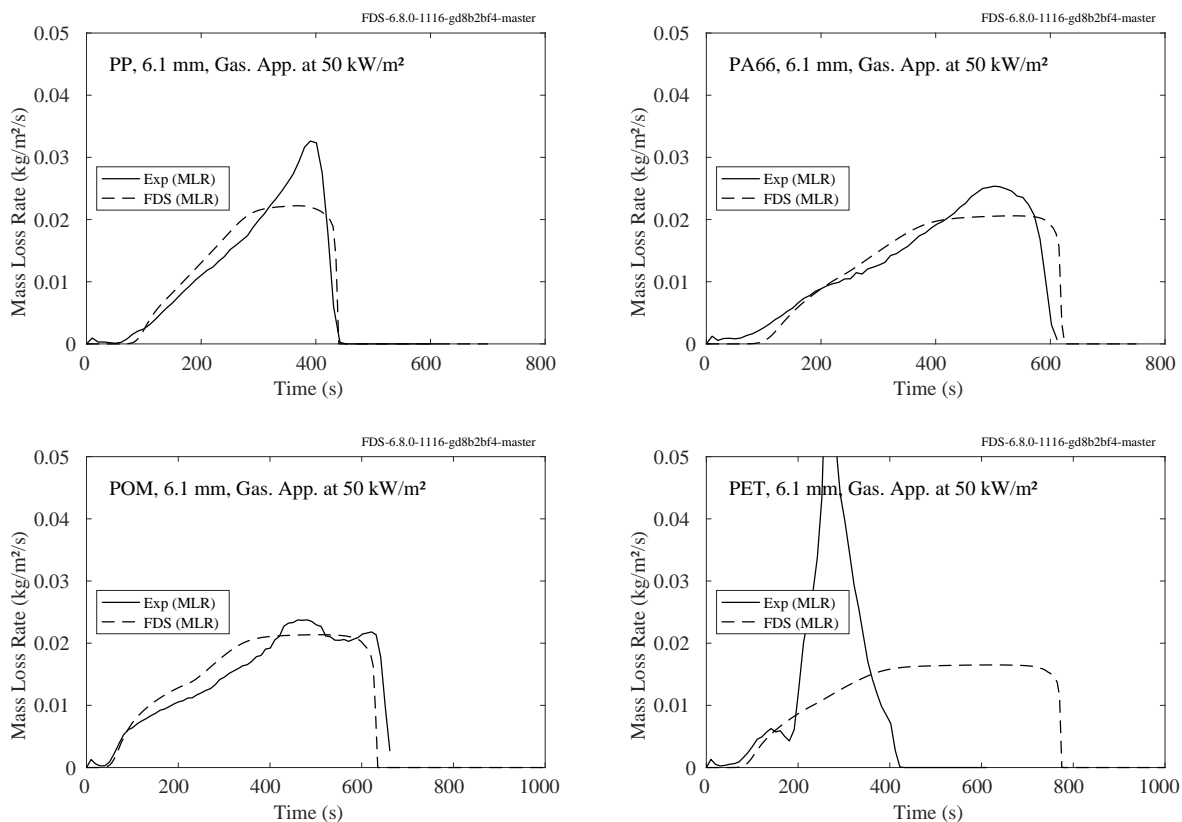 FDS-6.8.0-1116-gd8b2bf4-master
PP, 6.1 mm, Gas. App. at 50 kW/m²
Mass Loss Rate (kg/m²/s)
0.05
0.04
0.03
0.02
0.01
0
Exp (MLR)
FDS (MLR)
0 200 400 600 800
Time (s)
FDS-6.8.0-1116-gd8b2bf4-master
PA66, 6.1 mm, Gas. App. at 50 kW/m²
Mass Loss Rate (kg/m²/s)
0.05
0.04
0.03
0.02
0.01
0
Exp (MLR)
FDS (MLR)
0 200 400 600 800
Time (s)
FDS-6.8.0-1116-gd8b2bf4-master
POM, 6.1 mm, Gas. App. at 50 kW/m²
Mass Loss Rate (kg/m²/s)
0.05
0.04
0.03
0.02
0.01
0
Exp (MLR)
FDS (MLR)
0 200 400 600 800 1000
Time (s)
FDS-6.8.0-1116-gd8b2bf4-master
PET, 6.1 mm, Gas. App. at 50 kW/m²
Mass Loss Rate (kg/m²/s)
0.05
0.04
0.03
0.02
0.01
0
Exp (MLR)
FDS (MLR)
0 200 400 600 800 1000
Time (s)